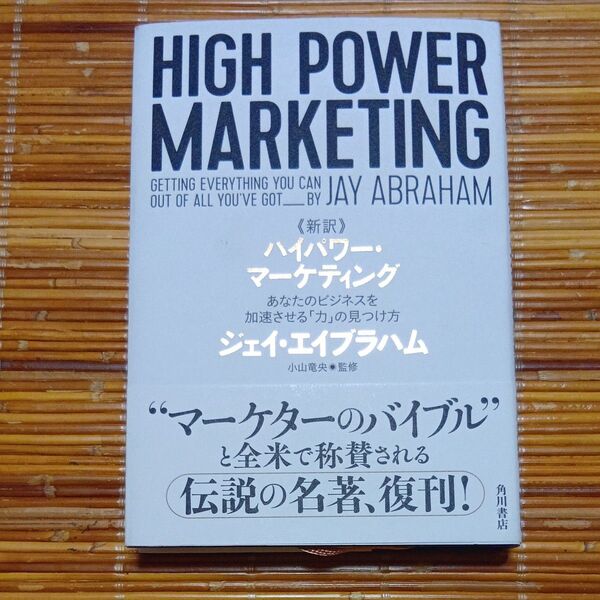 HIGH POWER
MARKETING
GETTING EVERYTHING YOU CAN
OUT OF ALL YOU'VE GOT__BY JAY ABRAHAM
《新訳》
ハイパワー・
マーケティング
あなたのビジネスを
加速させる「力」の見つけ方
ジェイ・エイブラハム
小山竜央◉監修
“マーケターのバイブル”
と全米で称賛される
伝説の名著、復刊！
角川書店